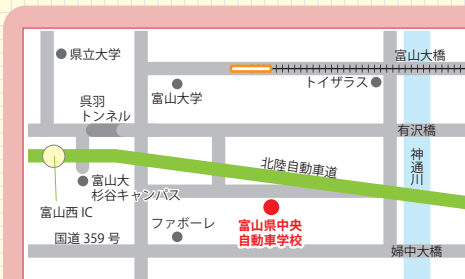 県立大学
富山大橋
トイザラス
富山大学
呉羽
トンネル
有沢橋
神通川
北陸自動車道
富山大
杉谷キャンパス
富山西 IC
ファボーレ
富山県中央
自動車学校
国道 359 号
婦中大橋